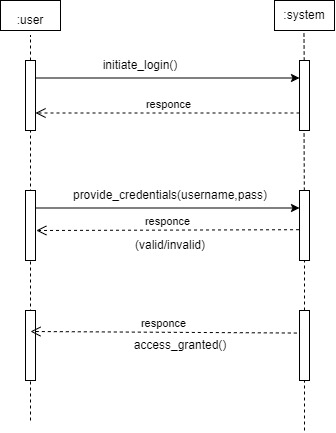 :user
:system
initiate_login()
responce
provide_credentials(username,pass)
responce
(valid/invalid)
responce
access_granted()